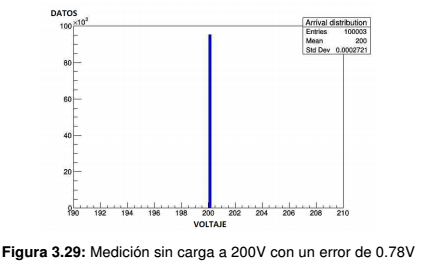 DATOS
100 ×10³
80
60
40
20
0
190 192 194 196 198 200 202 204 206 208 210
VOLTAJE
Arrival distribution
Entries 100003
Mean 200
Std Dev 0.0002721
Figura 3.29: Medición sin carga a 200V con un error de 0.78V